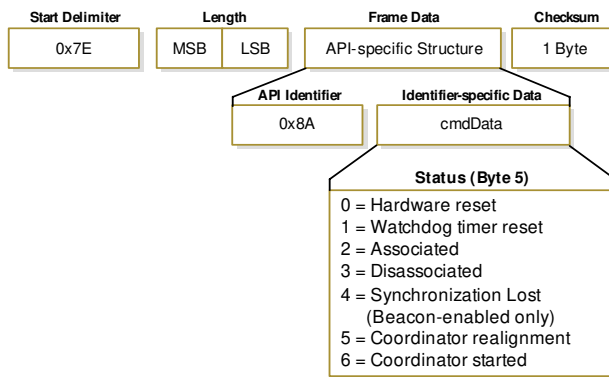 Start Delimiter
Length
Frame Data
Checksum
0x7E
MSB
LSB
API-specific Structure
1 Byte
API Identifier
Identifier-specific Data
0x8A
cmdData
Status (Byte 5)
0 = Hardware reset
1 = Watchdog timer reset
2 = Associated
3 = Disassociated
4 = Synchronization Lost
(Beacon-enabled only)
5 = Coordinator realignment
6 = Coordinator started